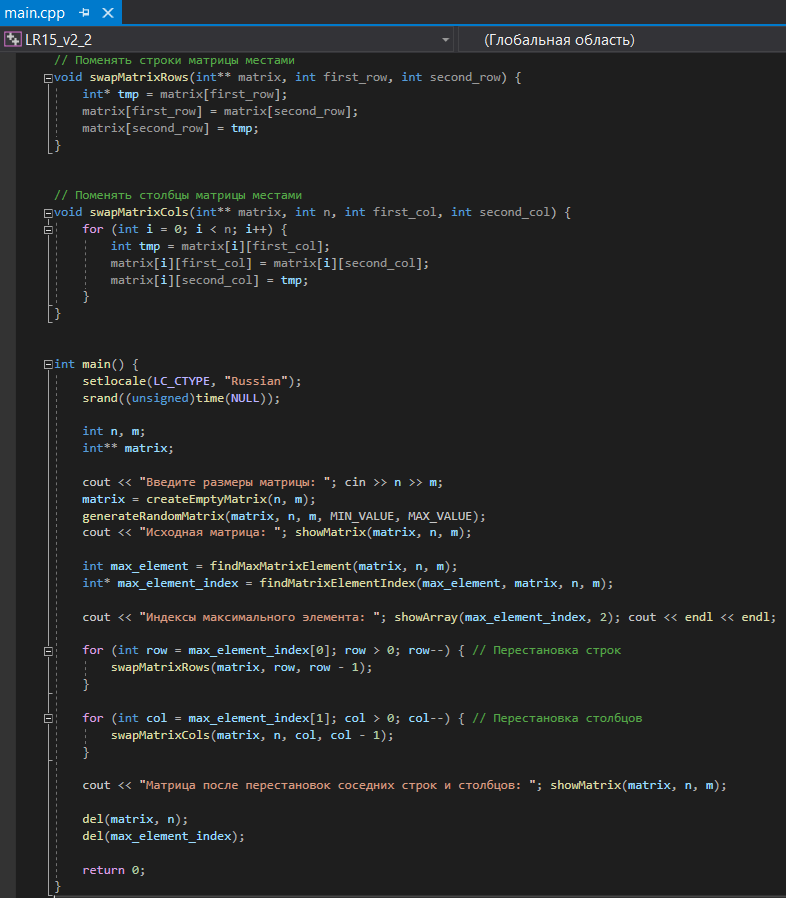 main.cpp
LR15_v2_2 (Глобальная область)
// Поменять строки матрицы местами
void swapMatrixRows(int** matrix, int first_row, int second_row) {
    int* tmp = matrix[first_row];
    matrix[first_row] = matrix[second_row];
    matrix[second_row] = tmp;
}
// Поменять столбцы матрицы местами
void swapMatrixCols(int** matrix, int n, int first_col, int second_col) {
    for (int i = 0; i < n; i++) {
        int tmp = matrix[i][first_col];
        matrix[i][first_col] = matrix[i][second_col];
        matrix[i][second_col] = tmp;
    }
}
int main() {
    setlocale(LC_CTYPE, "Russian");
    srand((unsigned)time(NULL));
    int n, m;
    int** matrix;
    cout << "Введите размеры матрицы: "; cin >> n >> m;
    matrix = createEmptyMatrix(n, m);
    generateRandomMatrix(matrix, n, m, MIN_VALUE, MAX_VALUE);
    cout << "Исходная матрица: "; showMatrix(matrix, n, m);
    int max_element = findMaxMatrixElement(matrix, n, m);
    int* max_element_index = findMatrixElementIndex(max_element, matrix, n, m);
    cout << "Индексы максимального элемента: "; showArray(max_element_index, 2); cout << endl << endl;
    for (int row = max_element_index[0]; row > 0; row--) { // Перестановка строк
        swapMatrixRows(matrix, row, row - 1);
    }
    for (int col = max_element_index[1]; col > 0; col--) { // Перестановка столбцов
        swapMatrixCols(matrix, n, col, col - 1);
    }
    cout << "Матрица после перестановок соседних строк и столбцов: "; showMatrix(matrix, n, m);
    del(matrix, n);
    del(max_element_index);
    return 0;
}